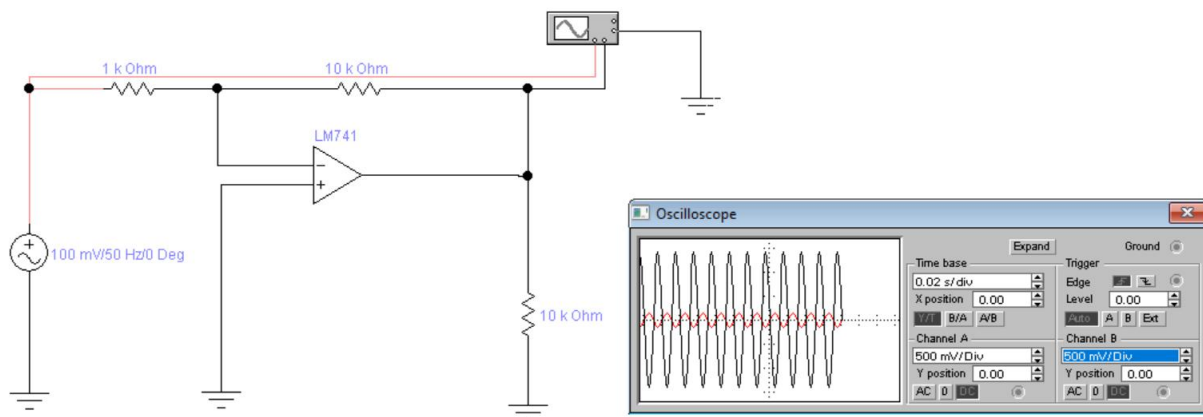 1 k Ohm
10 k Ohm
LM741
−
+
+
100 mV/50 Hz/0 Deg
10 k Ohm
Oscilloscope
Expand
Ground
Time base
0.02 s/div
X position 0.00
Y/T B/A A/B
Trigger
Edge
Level 0.00
Auto A B Ext
Channel A
500 mV/Div
Y position 0.00
AC 0 DC
Channel B
500 mV/Div
Y position 0.00
AC 0 DC